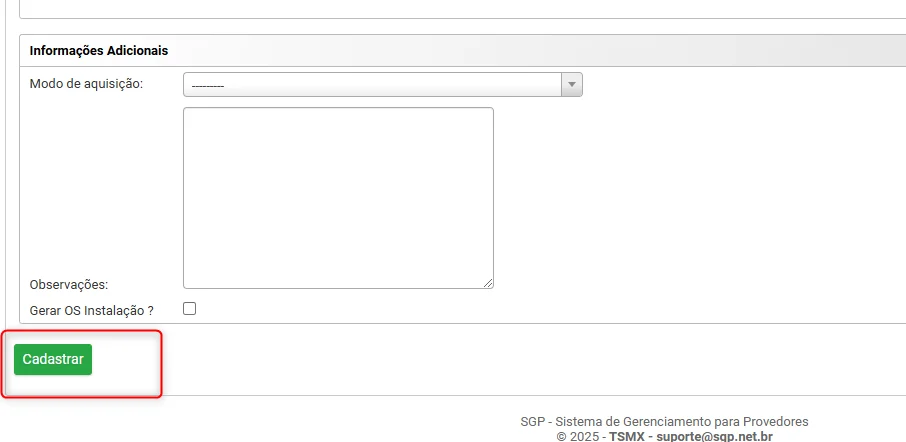 Informações Adicionais
Modo de aquisição:
---------
Observações:
Gerar OS Instalação ?
Cadastrar
SGP - Sistema de Gerenciamento para Provedores
© 2025 - TSMX - suporte@sgp.net.br